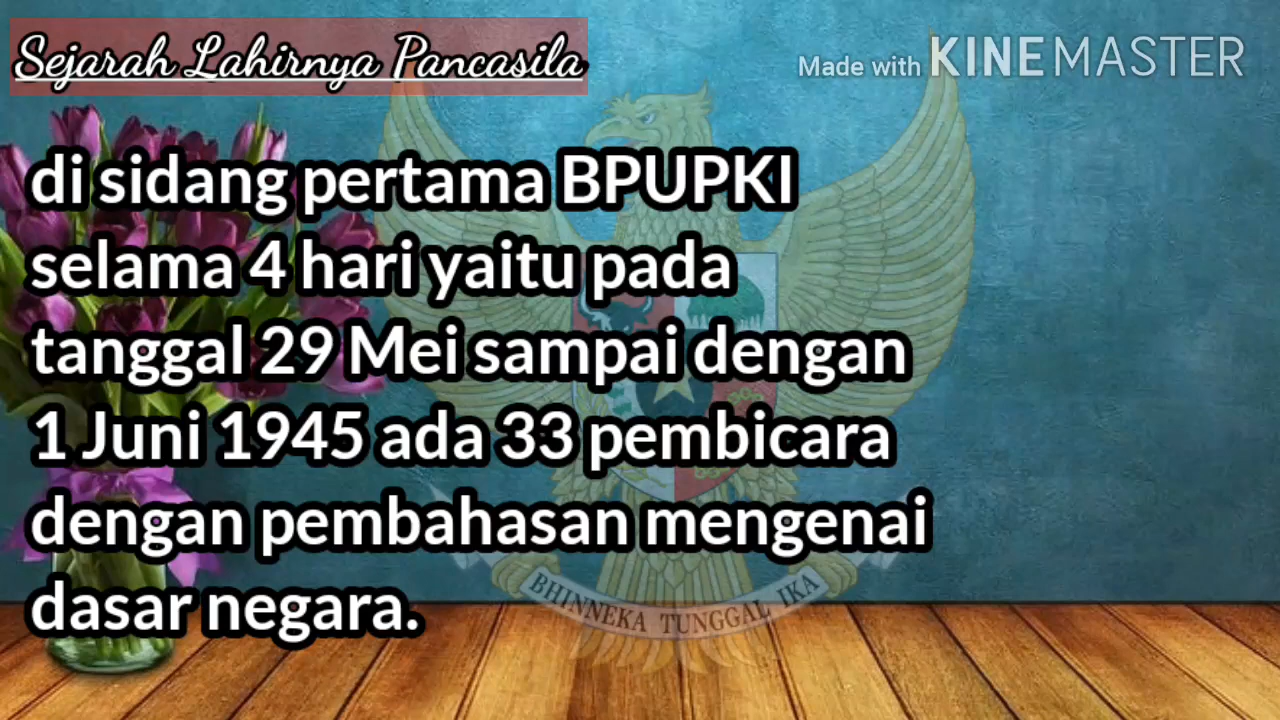 Sejarah Lahirnya Pancasila
Made with KINEMASTER
di sidang pertama BPUPKI
selama 4 hari yaitu pada
tanggal 29 Mei sampai dengan
1 Juni 1945 ada 33 pembicara
dengan pembahasan mengenai
dasar negara.
BHINNEKA TUNGGAL IKA